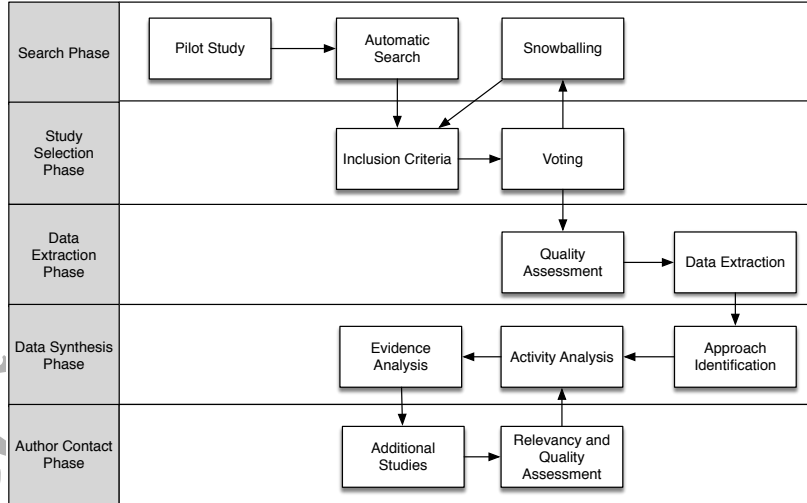 Search Phase
Pilot Study
Automatic
Search
Snowballing
Study
Selection
Phase
Inclusion Criteria
Voting
Data
Extraction
Phase
Quality
Assessment
Data Extraction
Data Synthesis
Phase
Evidence
Analysis
Activity Analysis
Approach
Identification
Author Contact
Phase
Additional
Studies
Relevancy and
Quality
Assessment